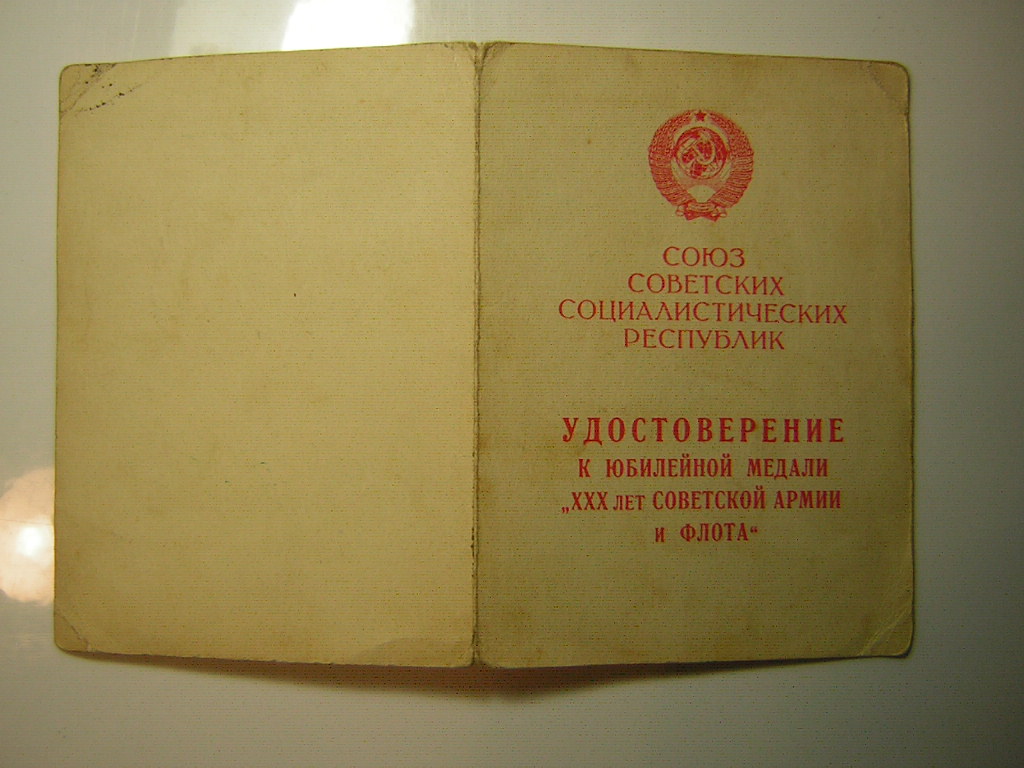 СОЮЗ
СОВЕТСКИХ
СОЦИАЛИСТИЧЕСКИХ
РЕСПУБЛИК
УДОСТОВЕРЕНИЕ
К ЮБИЛЕЙНОЙ МЕДАЛИ
„XXX ЛЕТ СОВЕТСКОЙ АРМИИ
И ФЛОТА“